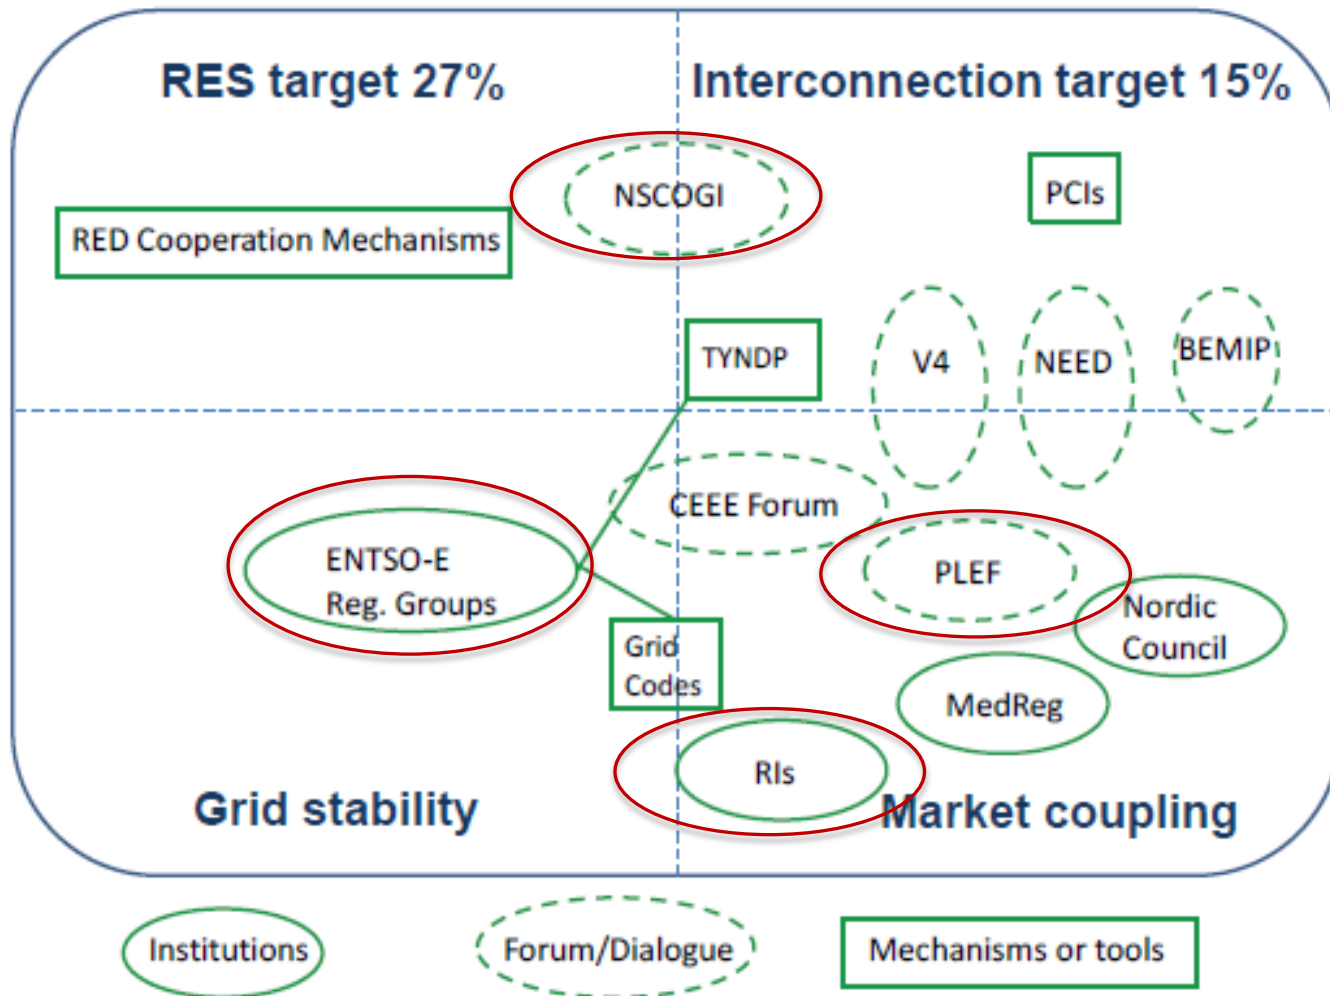 RES target 27%
Interconnection target 15%
NSCOGI
PCIs
RED Cooperation Mechanisms
TYNDP
V4
NEED
BEMIP
CEEE Forum
ENTSO-E
Reg. Groups
PLEF
Nordic
Council
Grid
Codes
MedReg
RIs
Grid stability
Market coupling
Institutions
Forum/Dialogue
Mechanisms or tools